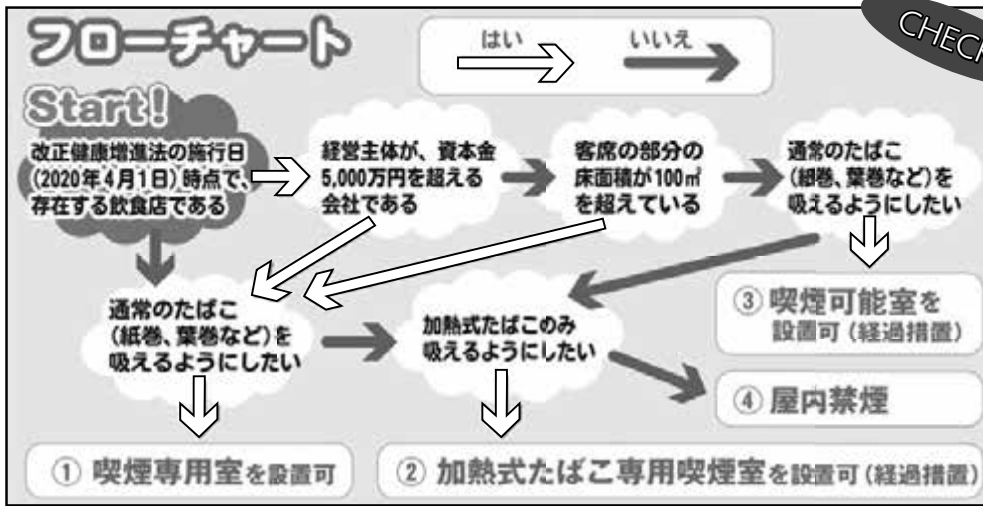 フローチャート
はい
いいえ
CHECK
Start!
改正健康増進法の施行日
(2020年4月1日)時点で、
存在する飲食店である
経営主体が、資本金
5,000万円を超える
会社である
客席の部分の
床面積が100㎡
を超えている
通常のたばこ
(紙巻、葉巻など)を
吸えるようにしたい
通常のたばこ
(紙巻、葉巻など)を
吸えるようにしたい
加熱式たばこのみ
吸えるようにしたい
③ 喫煙可能室を
設置可(経過措置)
④ 屋内禁煙
① 喫煙専用室を設置可
② 加熱式たばこ専用喫煙室を設置可(経過措置)